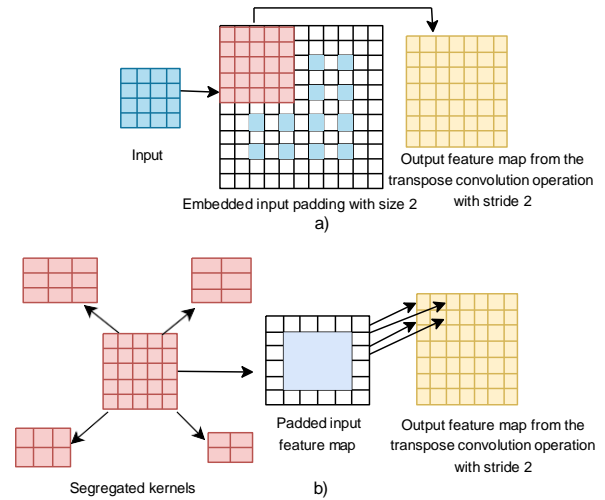 Input
Embedded input padding with size 2
Output feature map from the
transpose convolution operation
with stride 2
a)
Segregated kernels
Padded input
feature map
Output feature map from the
transpose convolution operation
with stride 2
b)